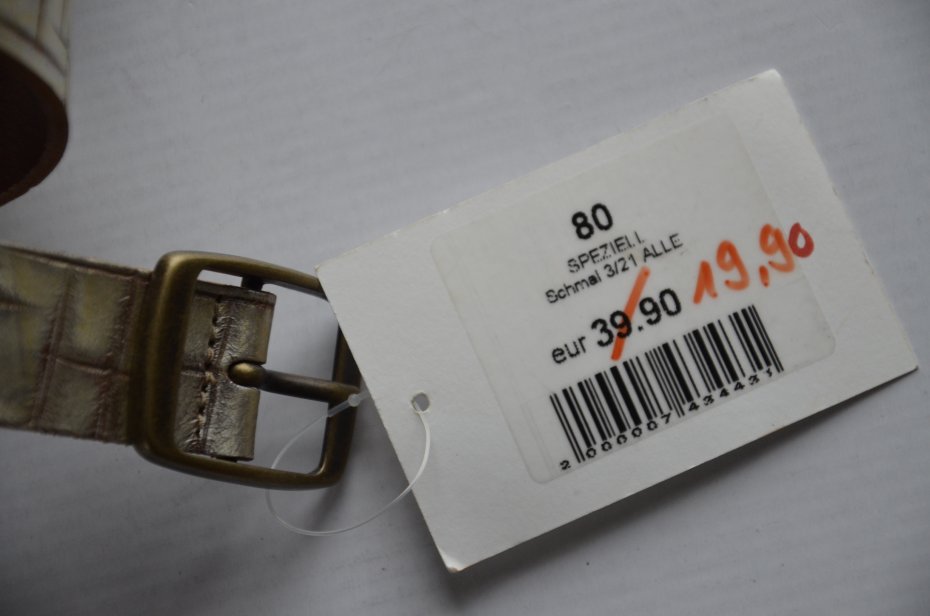 80
SPEZIELL
Schmal 3/21 ALLE
eur 39.90 19,90
2 000007 434431